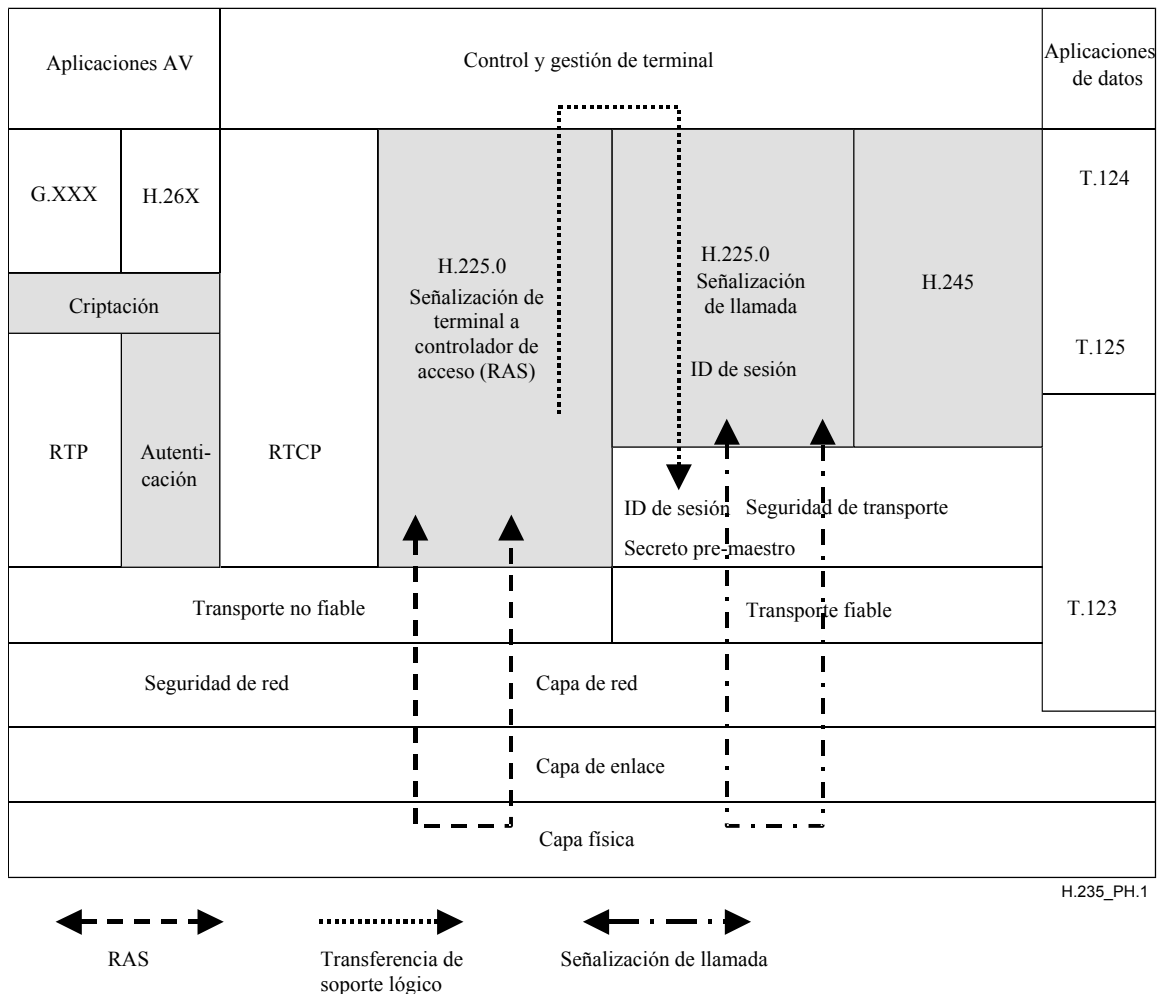 Aplicaciones AV
Control y gestión de terminal
Aplicaciones
de datos
G.XXX
H.26X
Criptación
RTP
Autenti-
cación
RTCP
H.225.0
Señalización de
terminal a
controlador de
acceso (RAS)
H.225.0
Señalización
de llamada
ID de sesión
H.245
T.124
T.125
ID de sesión
Seguridad de transporte
Secreto pre-maestro
Transporte no fiable
Transporte fiable
T.123
Seguridad de red
Capa de red
Capa de enlace
Capa física
H.235_PH.1
RAS
Transferencia de
soporte lógico
Señalización de llamada